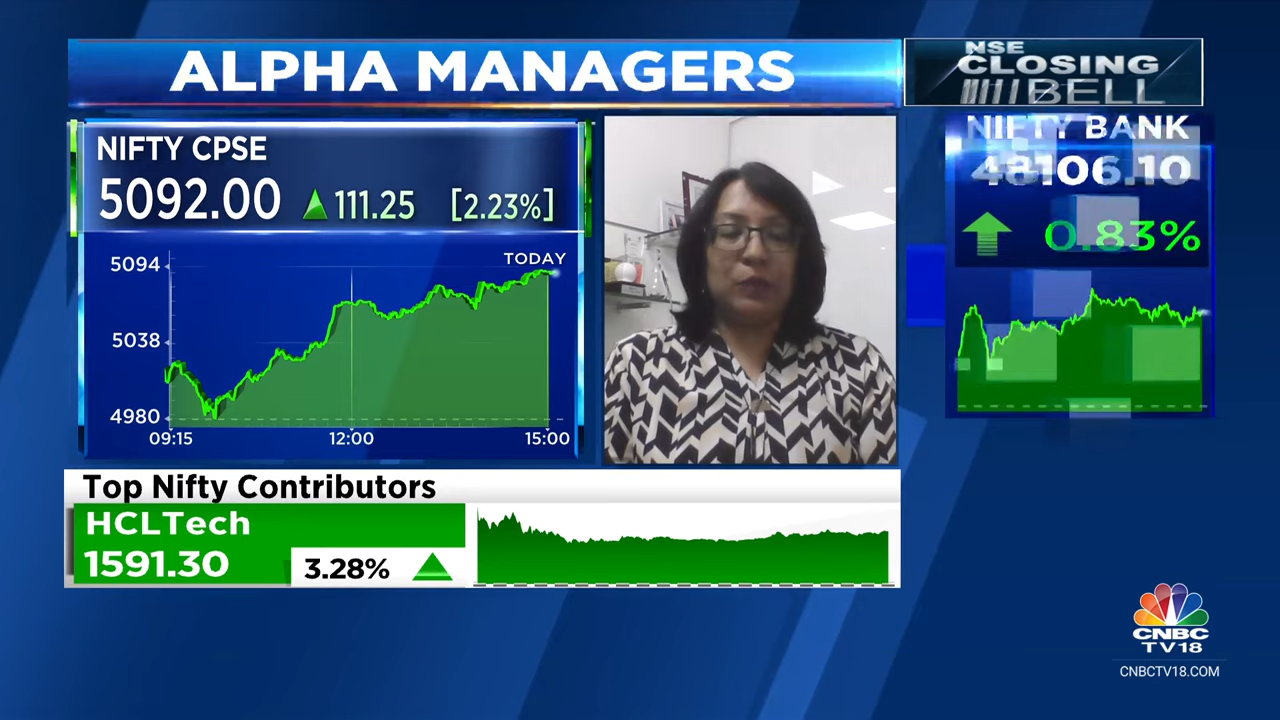 ALPHA MANAGERS
NSE
CLOSING
BELL
NIFTY CPSE
5092.00 111.25 [2.23%]
TODAY
5094
5038
4980
09:15 12:00 15:00
NIFTY BANK
48106.10
0.83%
Top Nifty Contributors
HCLTech
1591.30
3.28%
CNBC
TV18
CNBCTV18.COM